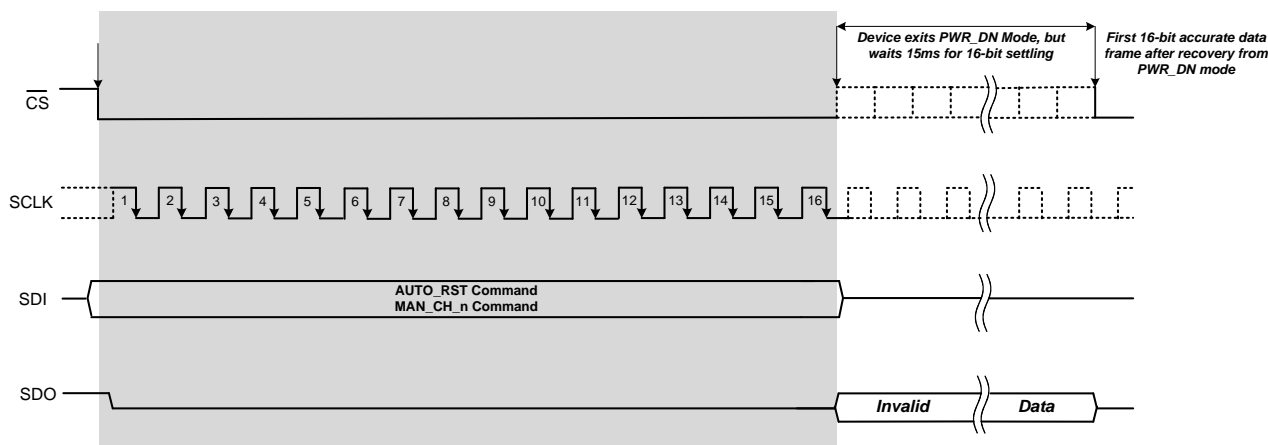 Device exits PWR_DN Mode, but
waits 15ms for 16-bit settling
First 16-bit accurate data
frame after recovery from
PWR_DN mode
CS
SCLK
1 2 3 4 5 6 7 8 9 10 11 12 13 14 15 16
SDI
AUTO_RST Command
MAN_CH_n Command
SDO
Invalid Data